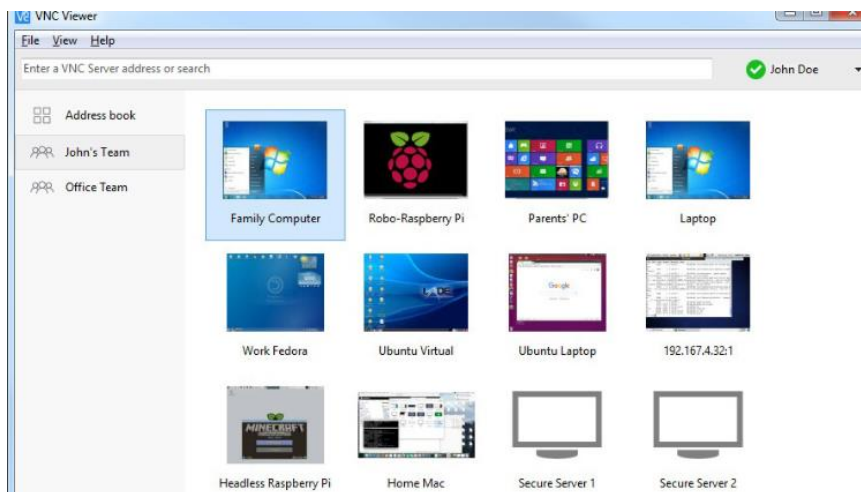 VNC Viewer
File View Help
Enter a VNC Server address or search
John Doe
Address book
John's Team
Office Team
Family Computer
Robo-Raspberry Pi
Parents' PC
Laptop
Work Fedora
Ubuntu Virtual
Ubuntu Laptop
192.167.4.32:1
Google
MINECRAFT
Headless Raspberry Pi
Home Mac
Secure Server 1
Secure Server 2